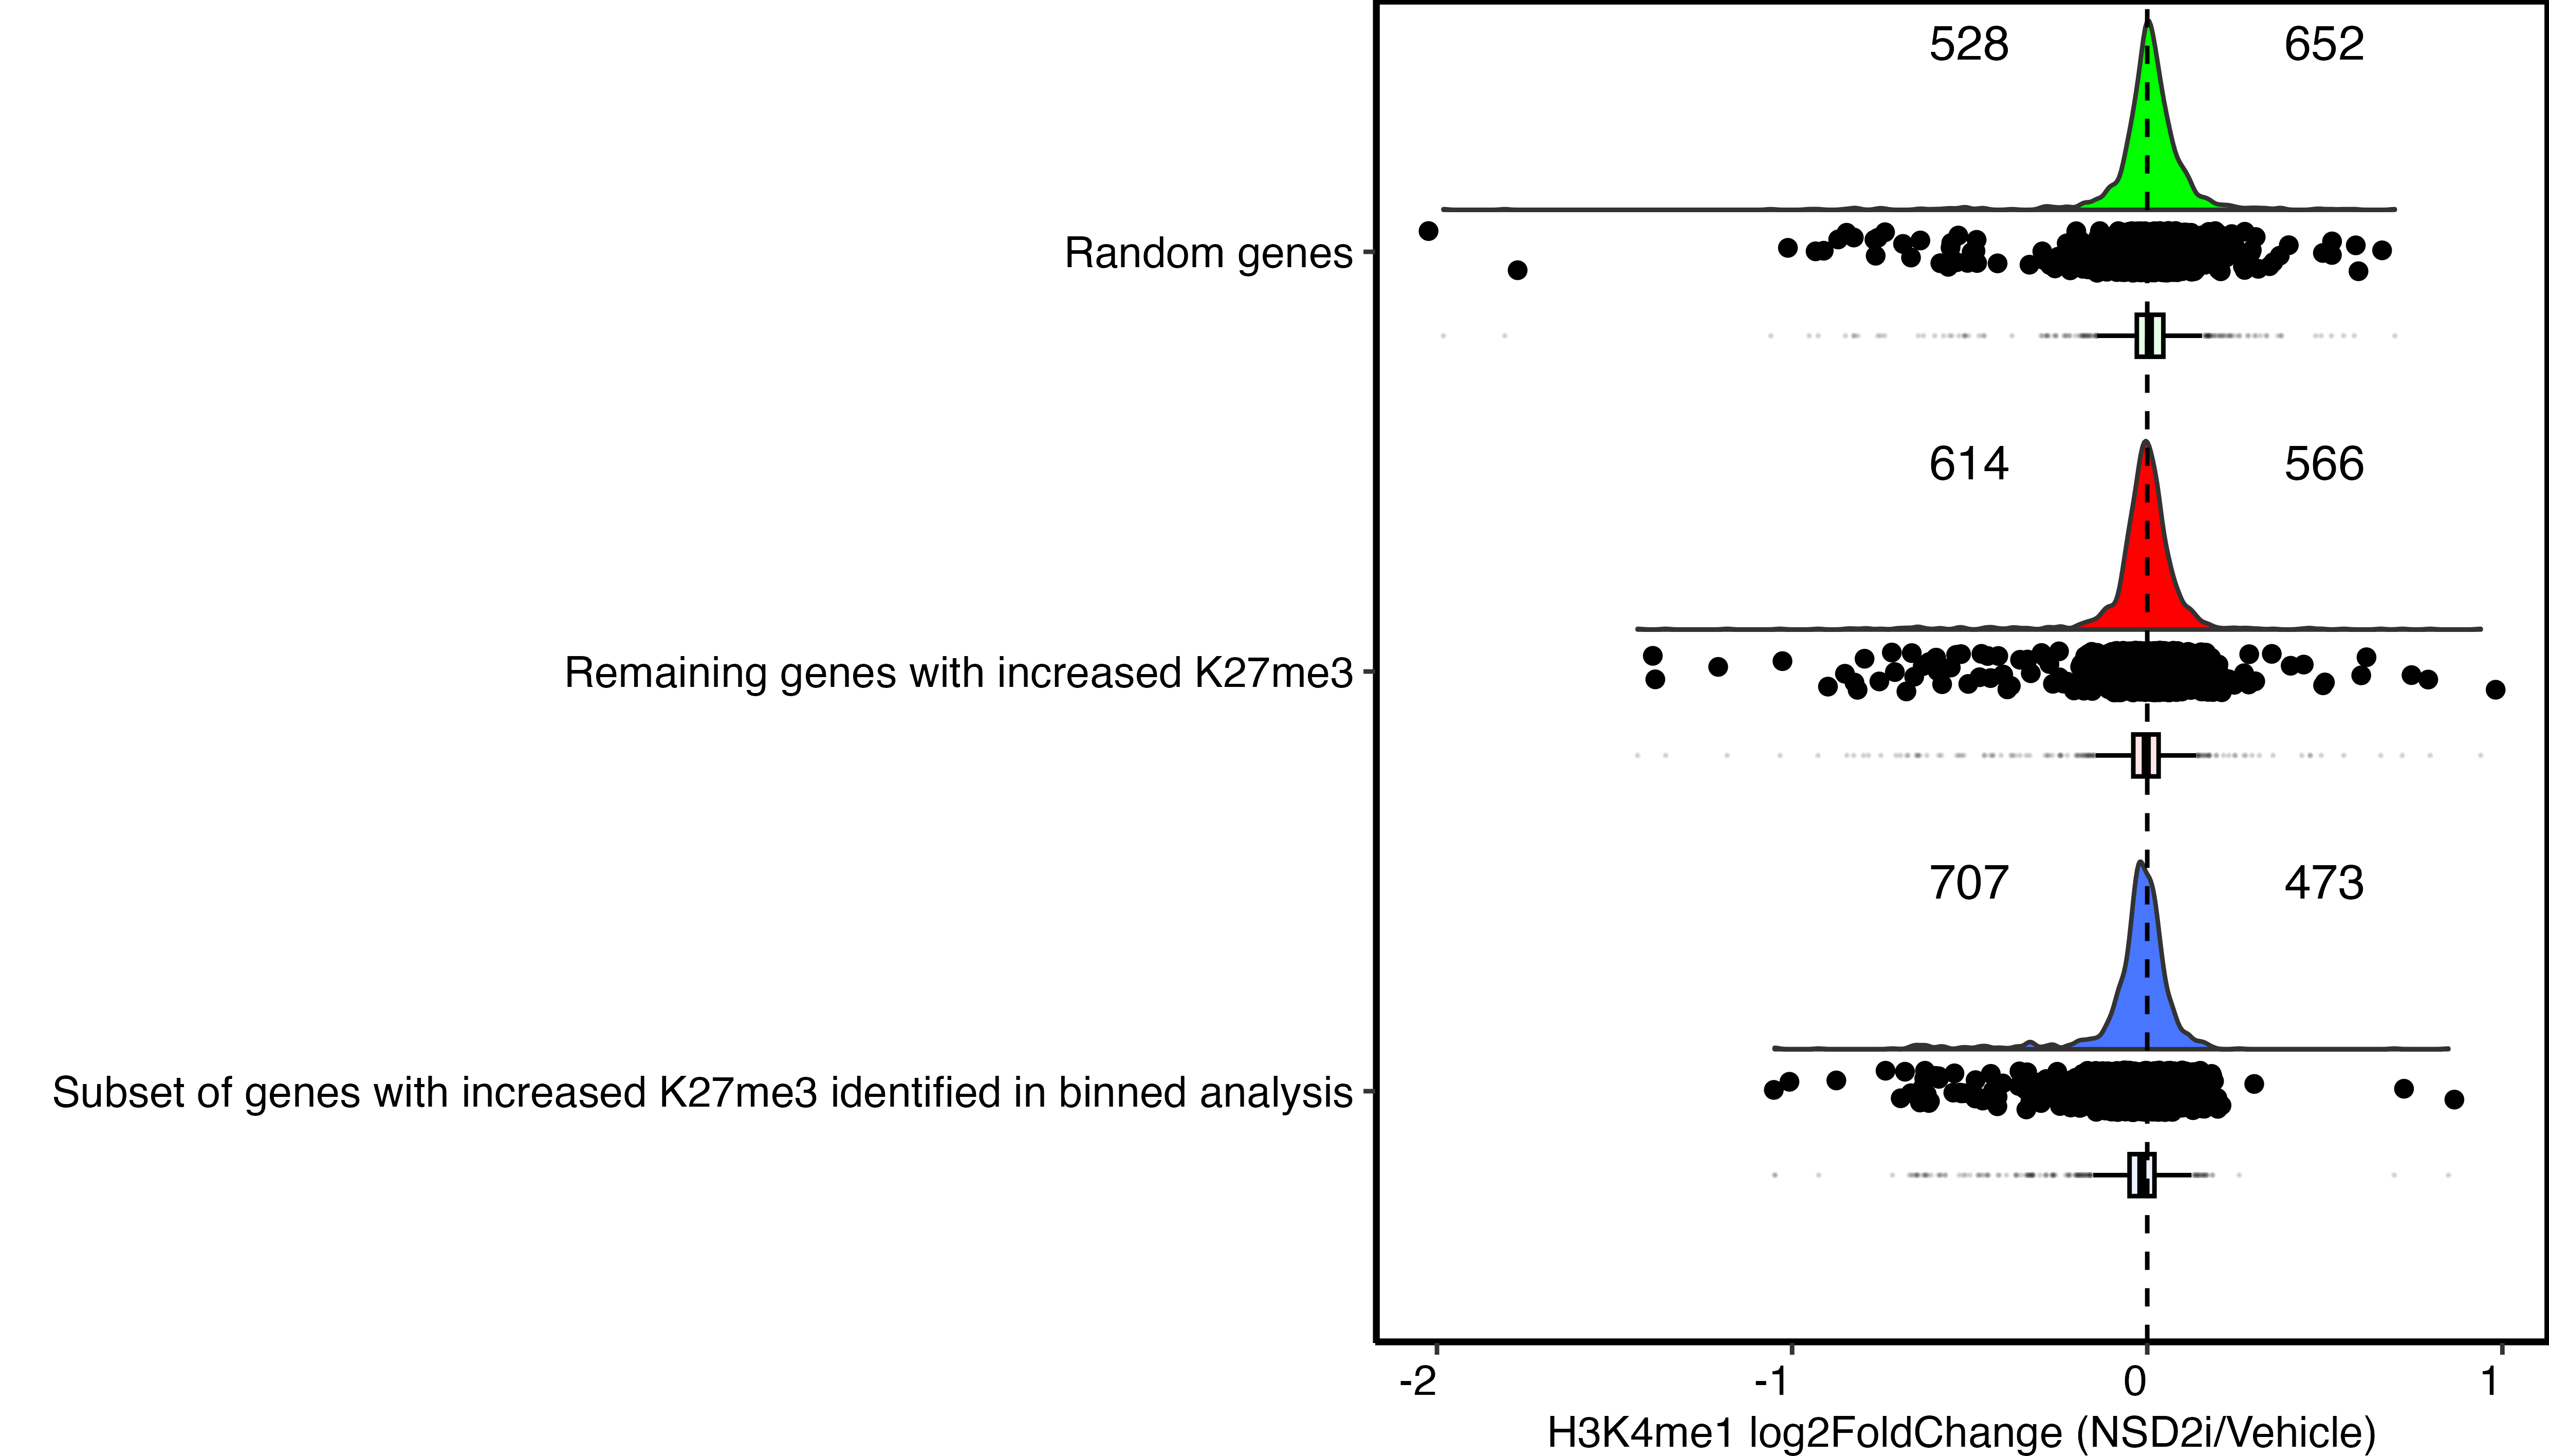 528 652
Random genes
614 566
Remaining genes with increased K27me3
707 473
Subset of genes with increased K27me3 identified in binned analysis
-2 -1 0 1
H3K4me1 log2FoldChange (NSD2i/Vehicle)